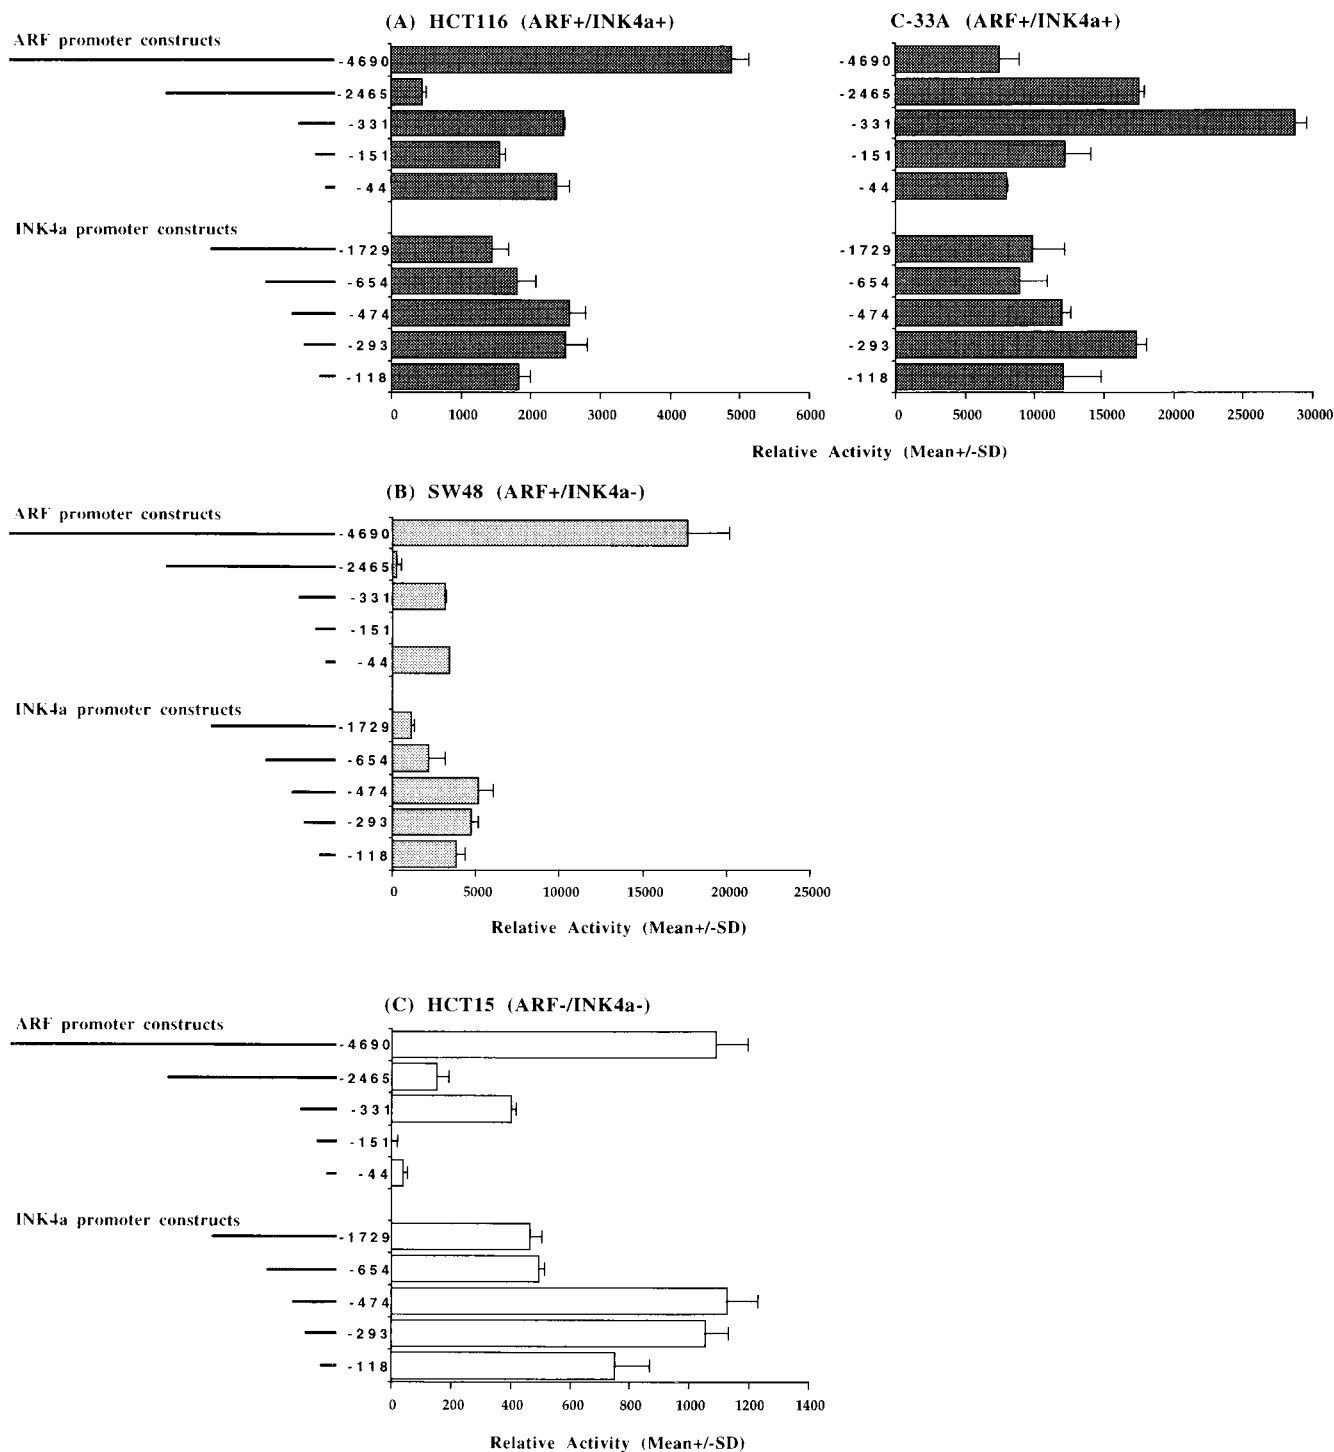 (A) HCT116 (ARF+/INK4a+)
C-33A (ARF+/INK4a+)
ARF promoter constructs
-4690
-2465
-331
-151
-44
INK4a promoter constructs
-1729
-654
-474
-293
-118
0 1000 2000 3000 4000 5000 6000
-4690
-2465
-331
-151
-44
-1729
-654
-474
-293
-118
0 5000 10000 15000 20000 25000 30000
Relative Activity (Mean+/-SD)
(B) SW48 (ARF+/INK4a-)
ARF promoter constructs
-4690
-2465
-331
-151
-44
INK4a promoter constructs
-1729
-654
-474
-293
-118
0 5000 10000 15000 20000 25000
Relative Activity (Mean+/-SD)
(C) HCT15 (ARF-/INK4a-)
ARF promoter constructs
-4690
-2465
-331
-151
-44
INK4a promoter constructs
-1729
-654
-474
-293
-118
0 200 400 600 800 1000 1200 1400
Relative Activity (Mean+/-SD)